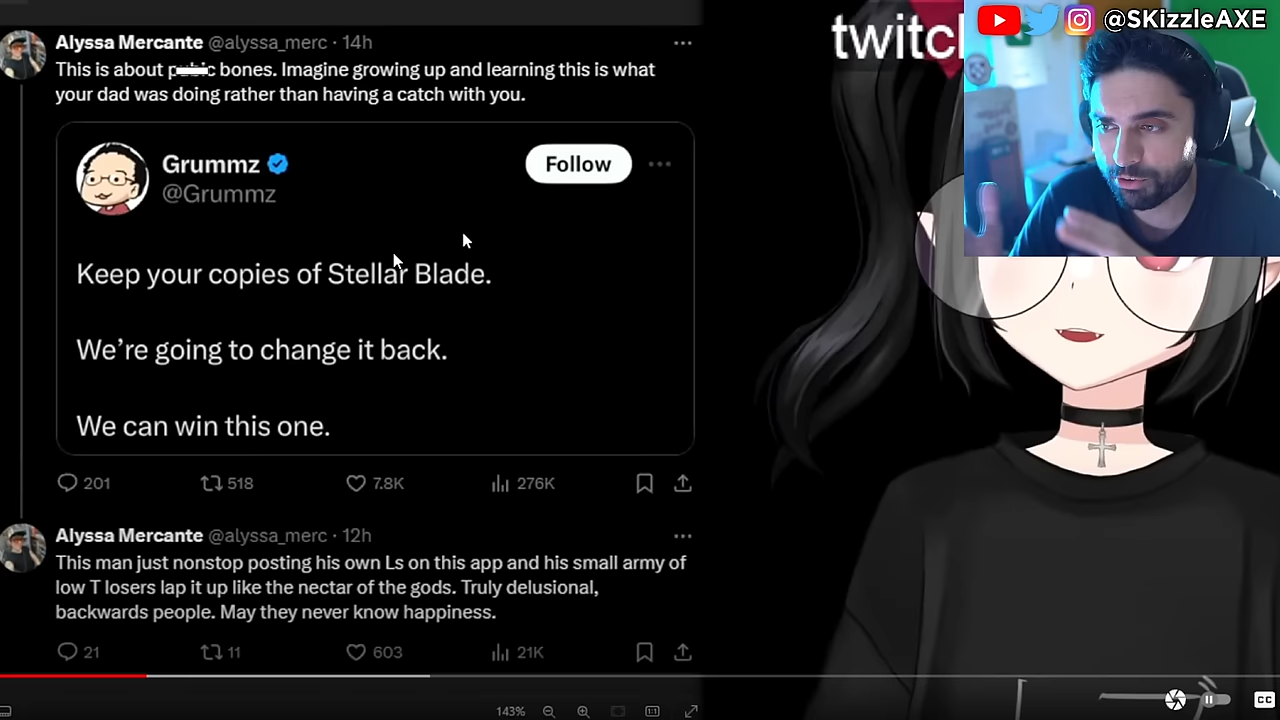 Alyssa Mercante @alyssa_merc · 14h
This is about bones. Imagine growing up and learning this is what
your dad was doing rather than having a catch with you.
Grummz
@Grummz
Follow
Keep your copies of Stellar Blade.
We're going to change it back.
We can win this one.
201 518 7.8K 276K
Alyssa Mercante @alyssa_merc · 12h
This man just nonstop posting his own Ls on this app and his small army of
low T losers lap it up like the nectar of the gods. Truly delusional,
backwards people. May they never know happiness.
21 11 603 21K
143% 1:1
twitc
@SKizzleAXE
CC